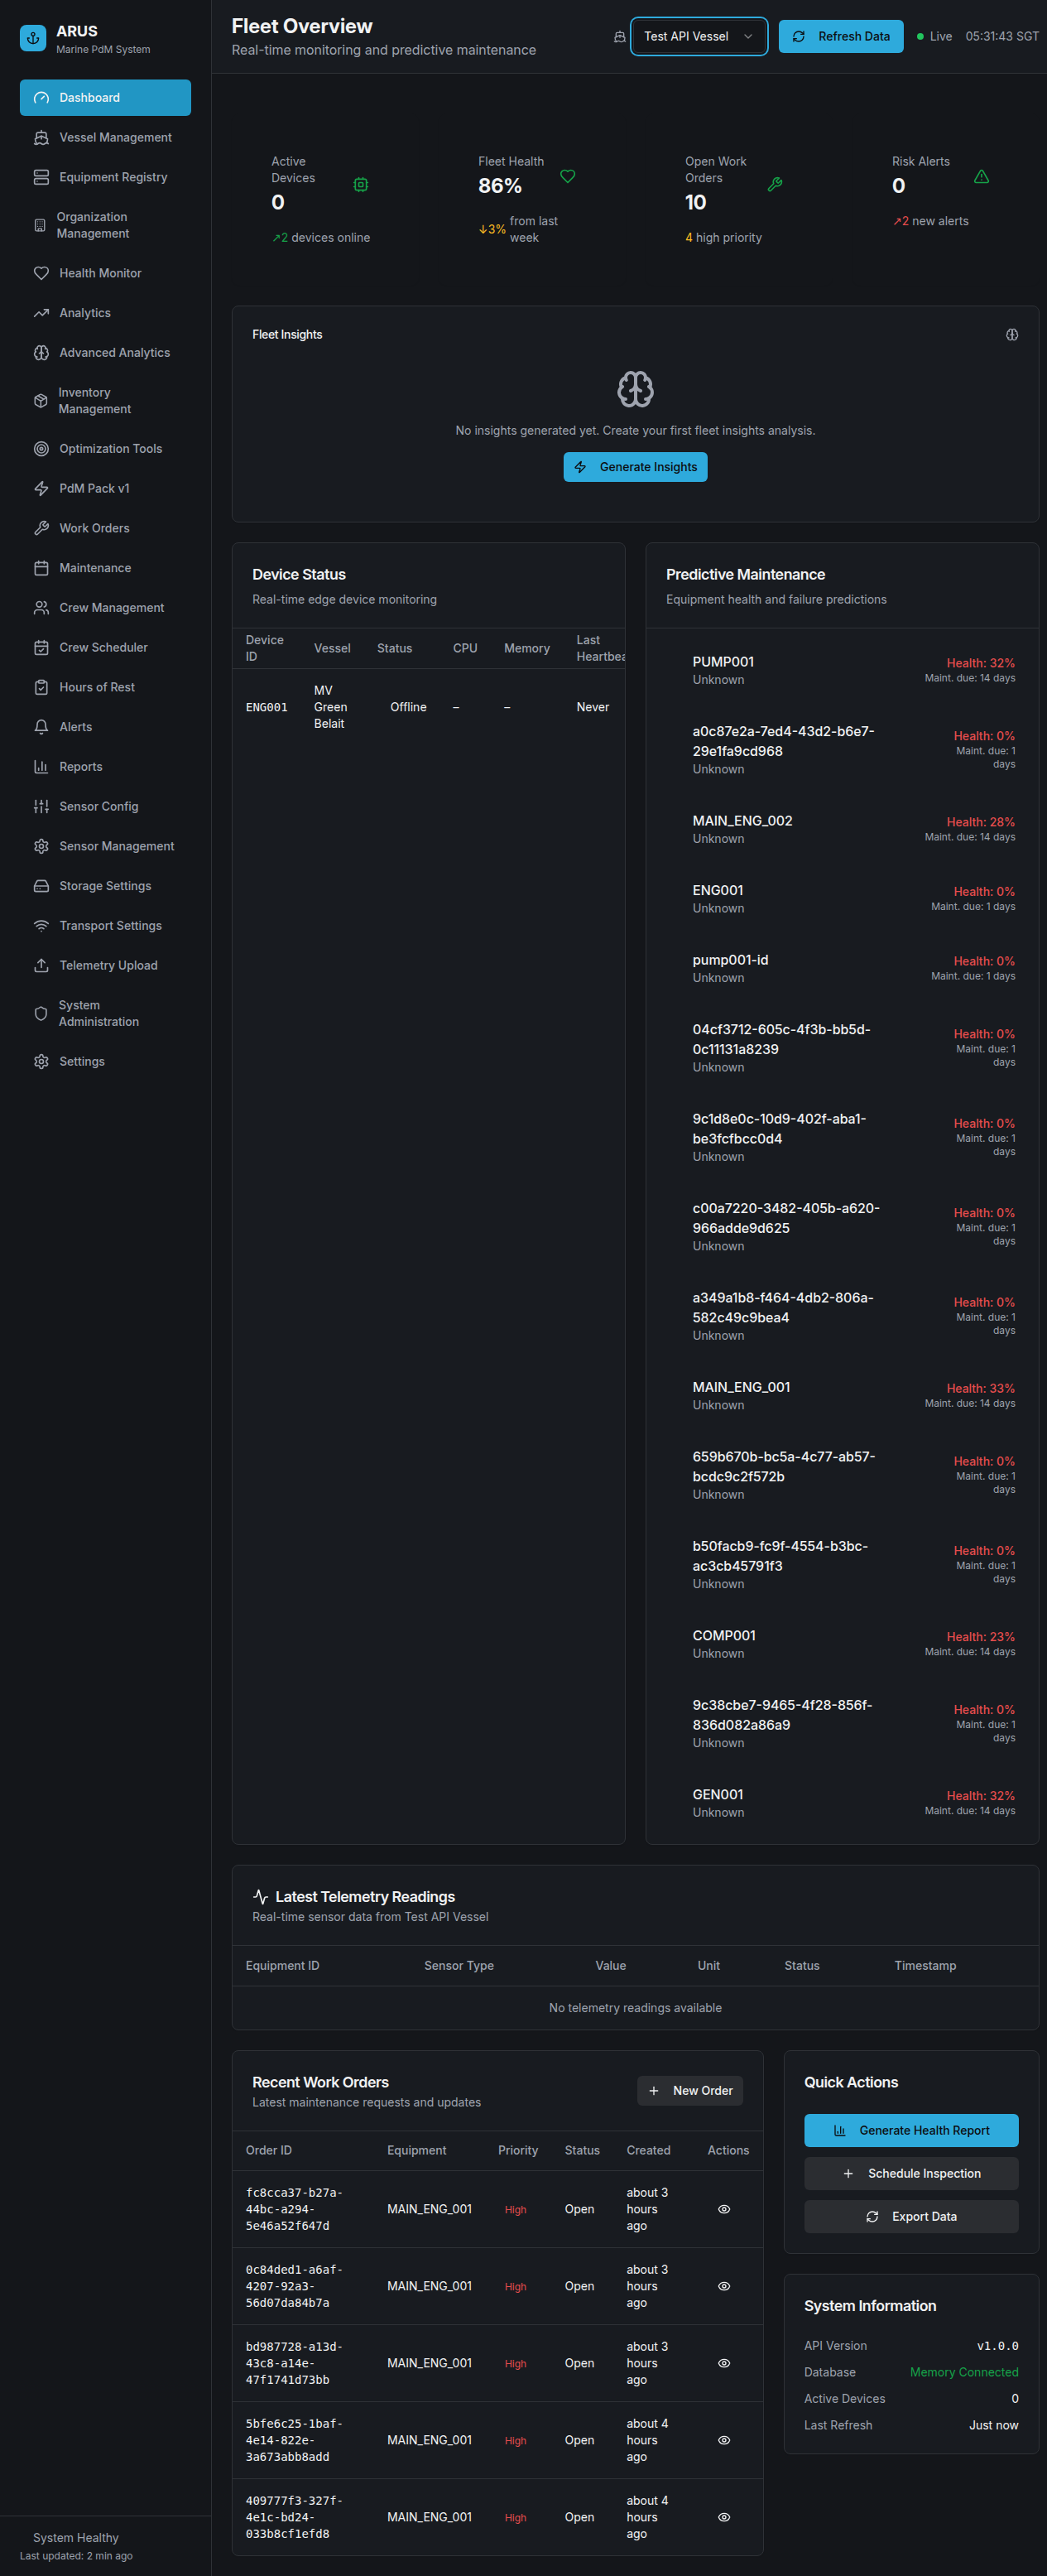 ARUS
Marine PdM System
Dashboard
Vessel Management
Equipment Registry
Organization
Management
Health Monitor
Analytics
Advanced Analytics
Inventory
Management
Optimization Tools
PdM Pack v1
Work Orders
Maintenance
Crew Management
Crew Scheduler
Hours of Rest
Alerts
Reports
Sensor Config
Sensor Management
Storage Settings
Transport Settings
Telemetry Upload
System
Administration
Settings
System Healthy
Last updated: 2 min ago
Fleet Overview
Real-time monitoring and predictive maintenance
Test API Vessel
Refresh Data
Live 05:31:43 SGT
Active
Devices
0
↗2 devices online
Fleet Health
86%
↓3% from last
week
Open Work
Orders
10
4 high priority
Risk Alerts
0
↗2 new alerts
Fleet Insights
No insights generated yet. Create your first fleet insights analysis.
Generate Insights
Device Status
Real-time edge device monitoring
Device
ID
Vessel Status CPU Memory
Last
Heartbea
ENG001
MV
Green
Belait
Offline – – Never
Predictive Maintenance
Equipment health and failure predictions
PUMP001
Unknown
Health: 32%
Maint. due: 14 days
a0c87e2a-7ed4-43d2-b6e7-
29e1fa9cd968
Unknown
Health: 0%
Maint. due: 1
days
MAIN_ENG_002
Unknown
Health: 28%
Maint. due: 14 days
ENG001
Unknown
Health: 0%
Maint. due: 1 days
pump001-id
Unknown
Health: 0%
Maint. due: 1 days
04cf3712-605c-4f3b-bb5d-
0c11131a8239
Unknown
Health: 0%
Maint. due: 1
days
9c1d8e0c-10d9-402f-aba1-
be3fcfbcc0d4
Unknown
Health: 0%
Maint. due: 1
days
c00a7220-3482-405b-a620-
966adde9d625
Unknown
Health: 0%
Maint. due: 1
days
a349a1b8-f464-4db2-806a-
582c49c9bea4
Unknown
Health: 0%
Maint. due: 1
days
MAIN_ENG_001
Unknown
Health: 33%
Maint. due: 14 days
659b670b-bc5a-4c77-ab57-
bcdc9c2f572b
Unknown
Health: 0%
Maint. due: 1
days
b50facb9-fc9f-4554-b3bc-
ac3cb45791f3
Unknown
Health: 0%
Maint. due: 1
days
COMP001
Unknown
Health: 23%
Maint. due: 14 days
9c38cbe7-9465-4f28-856f-
836d082a86a9
Unknown
Health: 0%
Maint. due: 1
days
GEN001
Unknown
Health: 32%
Maint. due: 14 days
Latest Telemetry Readings
Real-time sensor data from Test API Vessel
Equipment ID Sensor Type Value Unit Status Timestamp
No telemetry readings available
Recent Work Orders
Latest maintenance requests and updates
New Order
Order ID Equipment Priority Status Created Actions
fc8cca37-b27a-
44bc-a294-
5e46a52f647d
MAIN_ENG_001 High Open
about 3
hours
ago
0c84ded1-a6af-
4207-92a3-
56d07da84b7a
MAIN_ENG_001 High Open
about 3
hours
ago
bd987728-a13d-
43c8-a14e-
47f1741d73bb
MAIN_ENG_001 High Open
about 3
hours
ago
5bfe6c25-1baf-
4e14-822e-
3a673abb8add
MAIN_ENG_001 High Open
about 4
hours
ago
409777f3-327f-
4e1c-bd24-
033b8cf1efd8
MAIN_ENG_001 High Open
about 4
hours
ago
Quick Actions
Generate Health Report
Schedule Inspection
Export Data
System Information
API Version v1.0.0
Database Memory Connected
Active Devices 0
Last Refresh Just now